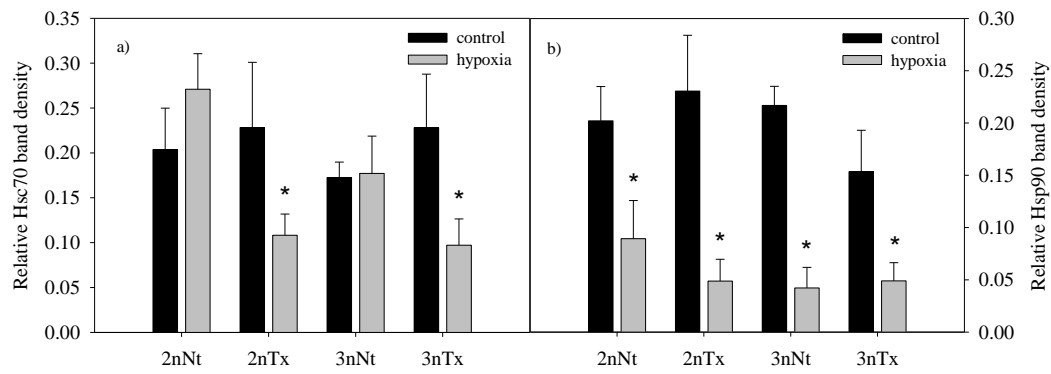 Relative Hsc70 band density
0.35
0.30
0.25
0.20
0.15
0.10
0.05
0.00
a)
control
hypoxia
*
*
2nNt 2nTx 3nNt 3nTx
b)
control
hypoxia
*
*
*
*
2nNt 2nTx 3nNt 3nTx
0.30
0.25
0.20
0.15
0.10
0.05
0.00
Relative Hsp90 band density